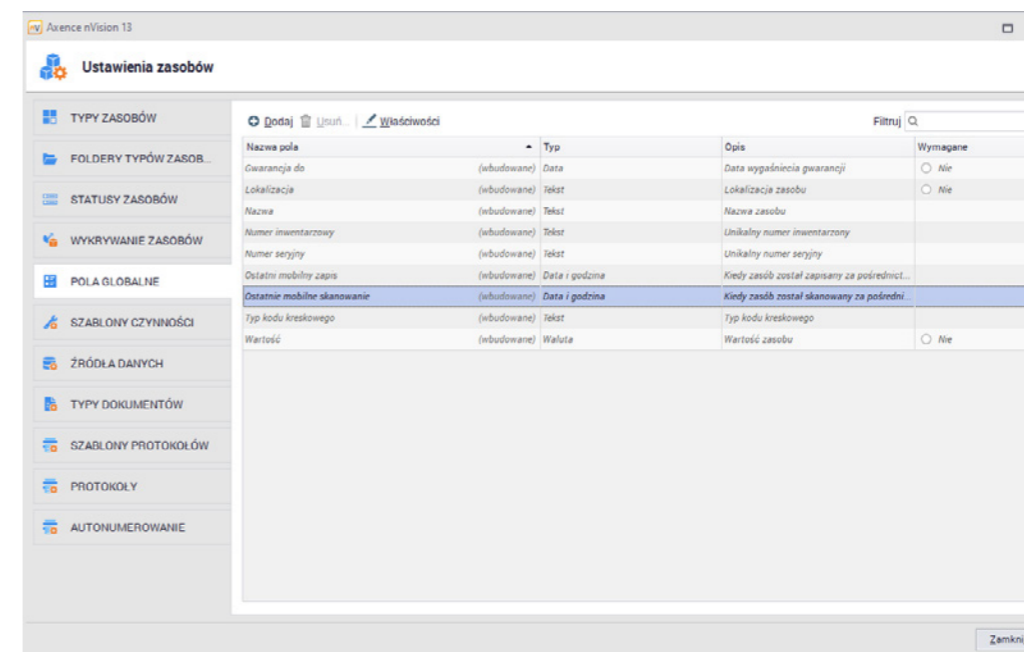 Axence nVision 13
Ustawienia zasobów
TYPY ZASOBÓW
FOLDERY TYPÓW ZASOB...
STATUSY ZASOBÓW
WYKRYWANIE ZASOBÓW
POLA GLOBALNE
SZABLONY CZYNNOŚCI
ŹRÓDŁA DANYCH
TYPY DOKUMENTÓW
SZABLONY PROTOKOŁÓW
PROTOKOŁY
AUTONUMEROWANIE
Dodaj Usuń... Właściwości Filtruj
Nazwa pola Typ Opis Wymagane
Gwarancja do (wbudowane) Data Data wygaśniecia gwarancji Nie
Lokalizacja (wbudowane) Tekst Lokalizacja zasobu Nie
Nazwa (wbudowane) Tekst Nazwa zasobu
Numer inwentarzowy (wbudowane) Tekst Unikalny numer inwentarzony
Numer seryjny (wbudowane) Tekst Unikalny numer seryjny
Ostatni mobilny zapis (wbudowane) Data i godzina Kiedy zasób został zapisany za pośrednict...
Ostatnie mobilne skanowanie (wbudowane) Data i godzina Kiedy zasób został skanowany za pośredni...
Typ kodu kreskowego (wbudowane) Tekst Typ kodu kreskowego
Wartość (wbudowane) Waluta Wartość zasobu Nie
Zamknij